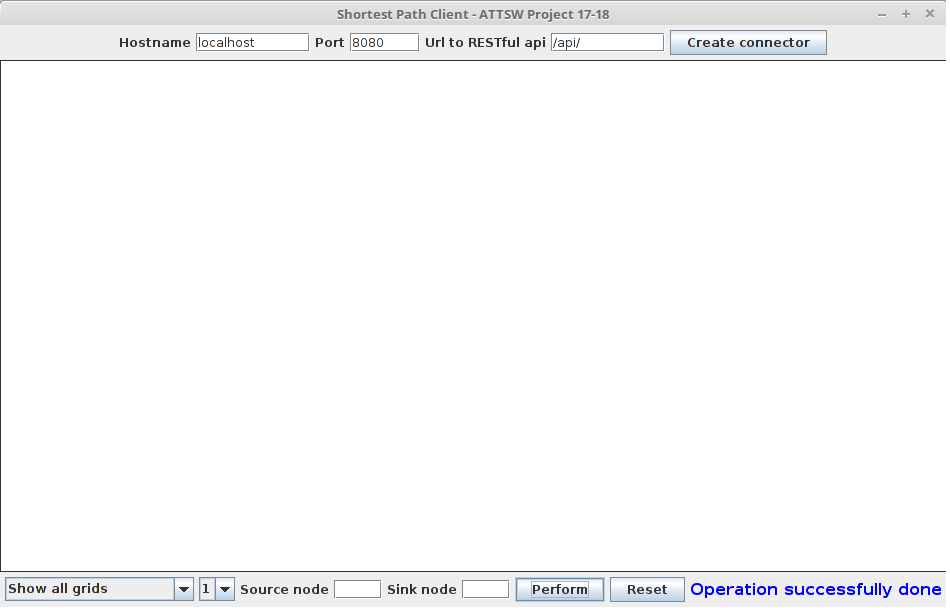 Shortest Path Client - ATTSW Project 17-18
Hostname localhost Port 8080 Url to RESTful api /api/ Create connector
Show all grids 1 Source node Sink node Perform Reset Operation successfully done